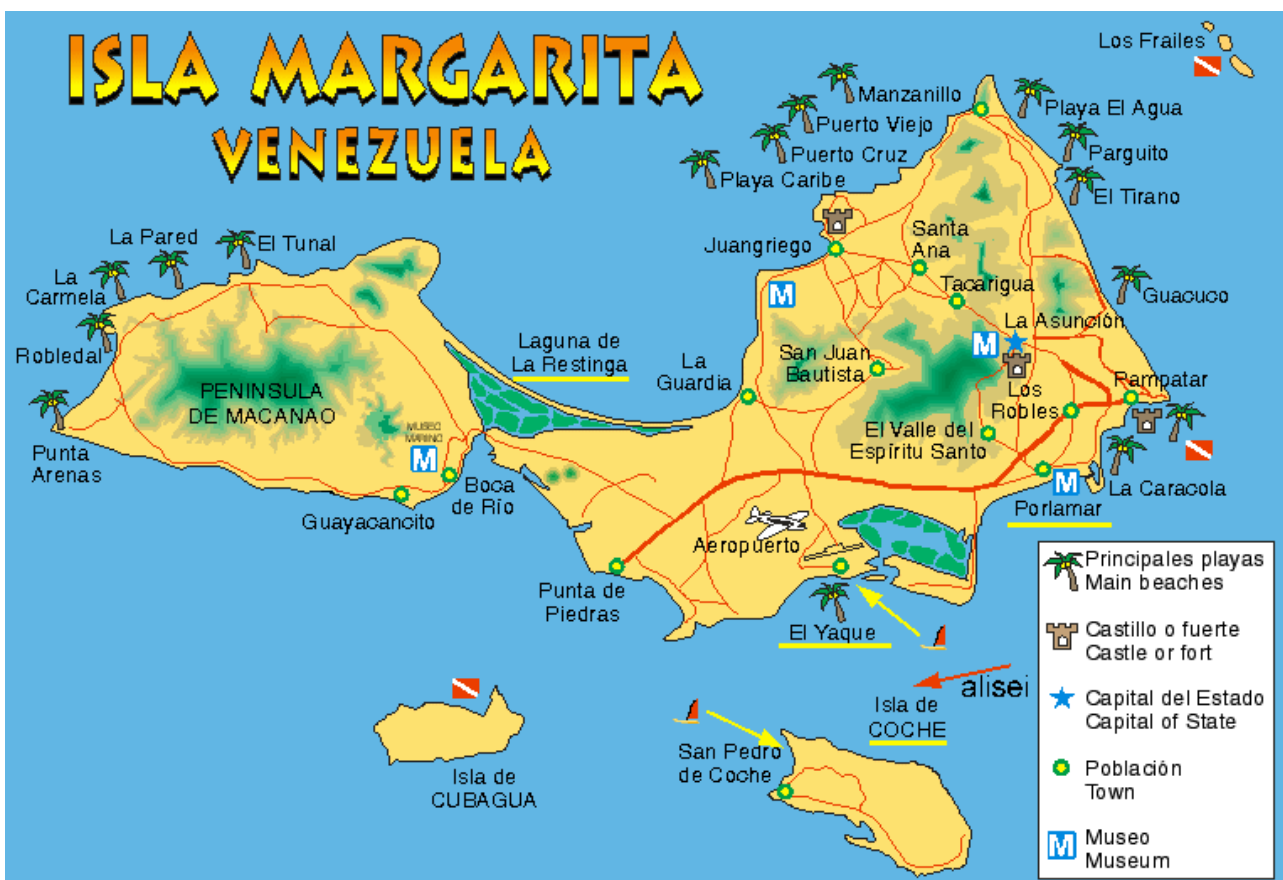 ISLA MARGARITA
VENEZUELA
Los Frailes
Manzanillo
Playa El Agua
Puerto Viejo
Puerto Cruz
Parguito
Playa Caribe
El Tirano
La Pared
El Tunal
Juangriego
Santa
Ana
La
Carmela
Tacarigua
Guacuco
M
La Asunción
Robledal
Laguna de
La Restinga
La
Guardia
San Juan
Bautista
M
PENINSULA
DE MACANAO
Los
Robles
Pampatar
MUSEO
MARINO
M
El Valle del
Espíritu Santo
Punta
Arenas
Boca
de Río
La Caracola
M
Guayacancito
Porlamar
Aeropuerto
Punta de
Piedras
El Yaque
Principales playas
Main beaches
Castillo o fuerte
Castle or fort
alisei
Capital del Estado
Capital of State
Isla de
COCHE
San Pedro
de Coche
Isla de
CUBAGUA
Población
Town
M
Museo
Museum